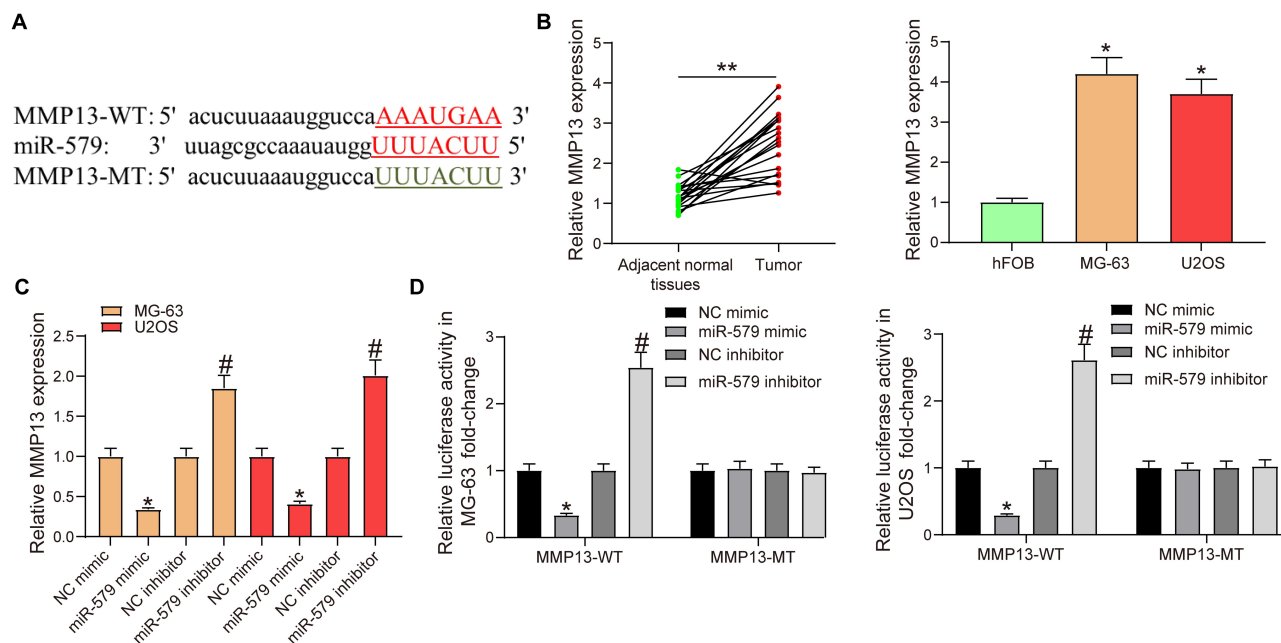 A
MMP13-WT: 5' acucuuaaauggucca AAAUGAA 3'
miR-579: 3' uuagcgccaaauaugg UUUACUU 5'
MMP13-MT: 5' acucuuaaauggucca UUUACUU 3'
B
Relative MMP13 expression
5
4
3
2
1
0
**
Adjacent normal
tissues
Tumor
Relative MMP13 expression
5
4
3
2
1
0
*
*
hFOB
MG-63
U2OS
C
MG-63
U2OS
Relative MMP13 expression
2.5
2.0
1.5
1.0
0.5
0.0
*
#
*
#
NC mimic
miR-579 mimic
NC inhibitor
miR-579 inhibitor
NC mimic
miR-579 mimic
NC inhibitor
miR-579 inhibitor
D
NC mimic
miR-579 mimic
NC inhibitor
miR-579 inhibitor
Relative luciferase activity in
MG-63 fold-change
3
2
1
0
*
#
MMP13-WT
MMP13-MT
NC mimic
miR-579 mimic
NC inhibitor
miR-579 inhibitor
Relative luciferase activity in
U2OS fold-change
3
2
1
0
*
#
MMP13-WT
MMP13-MT